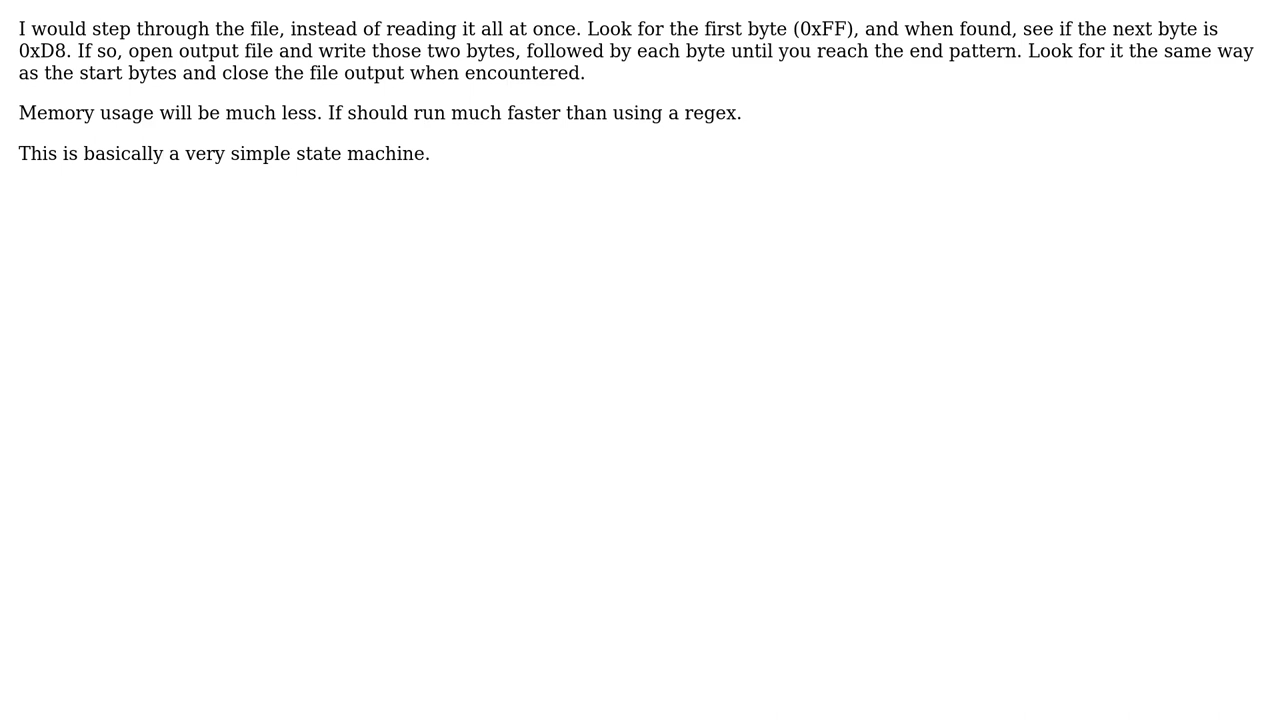 I would step through the file, instead of reading it all at once. Look for the first byte (0xFF), and when found, see if the next byte is
0xD8. If so, open output file and write those two bytes, followed by each byte until you reach the end pattern. Look for it the same way
as the start bytes and close the file output when encountered.
Memory usage will be much less. If should run much faster than using a regex.
This is basically a very simple state machine.